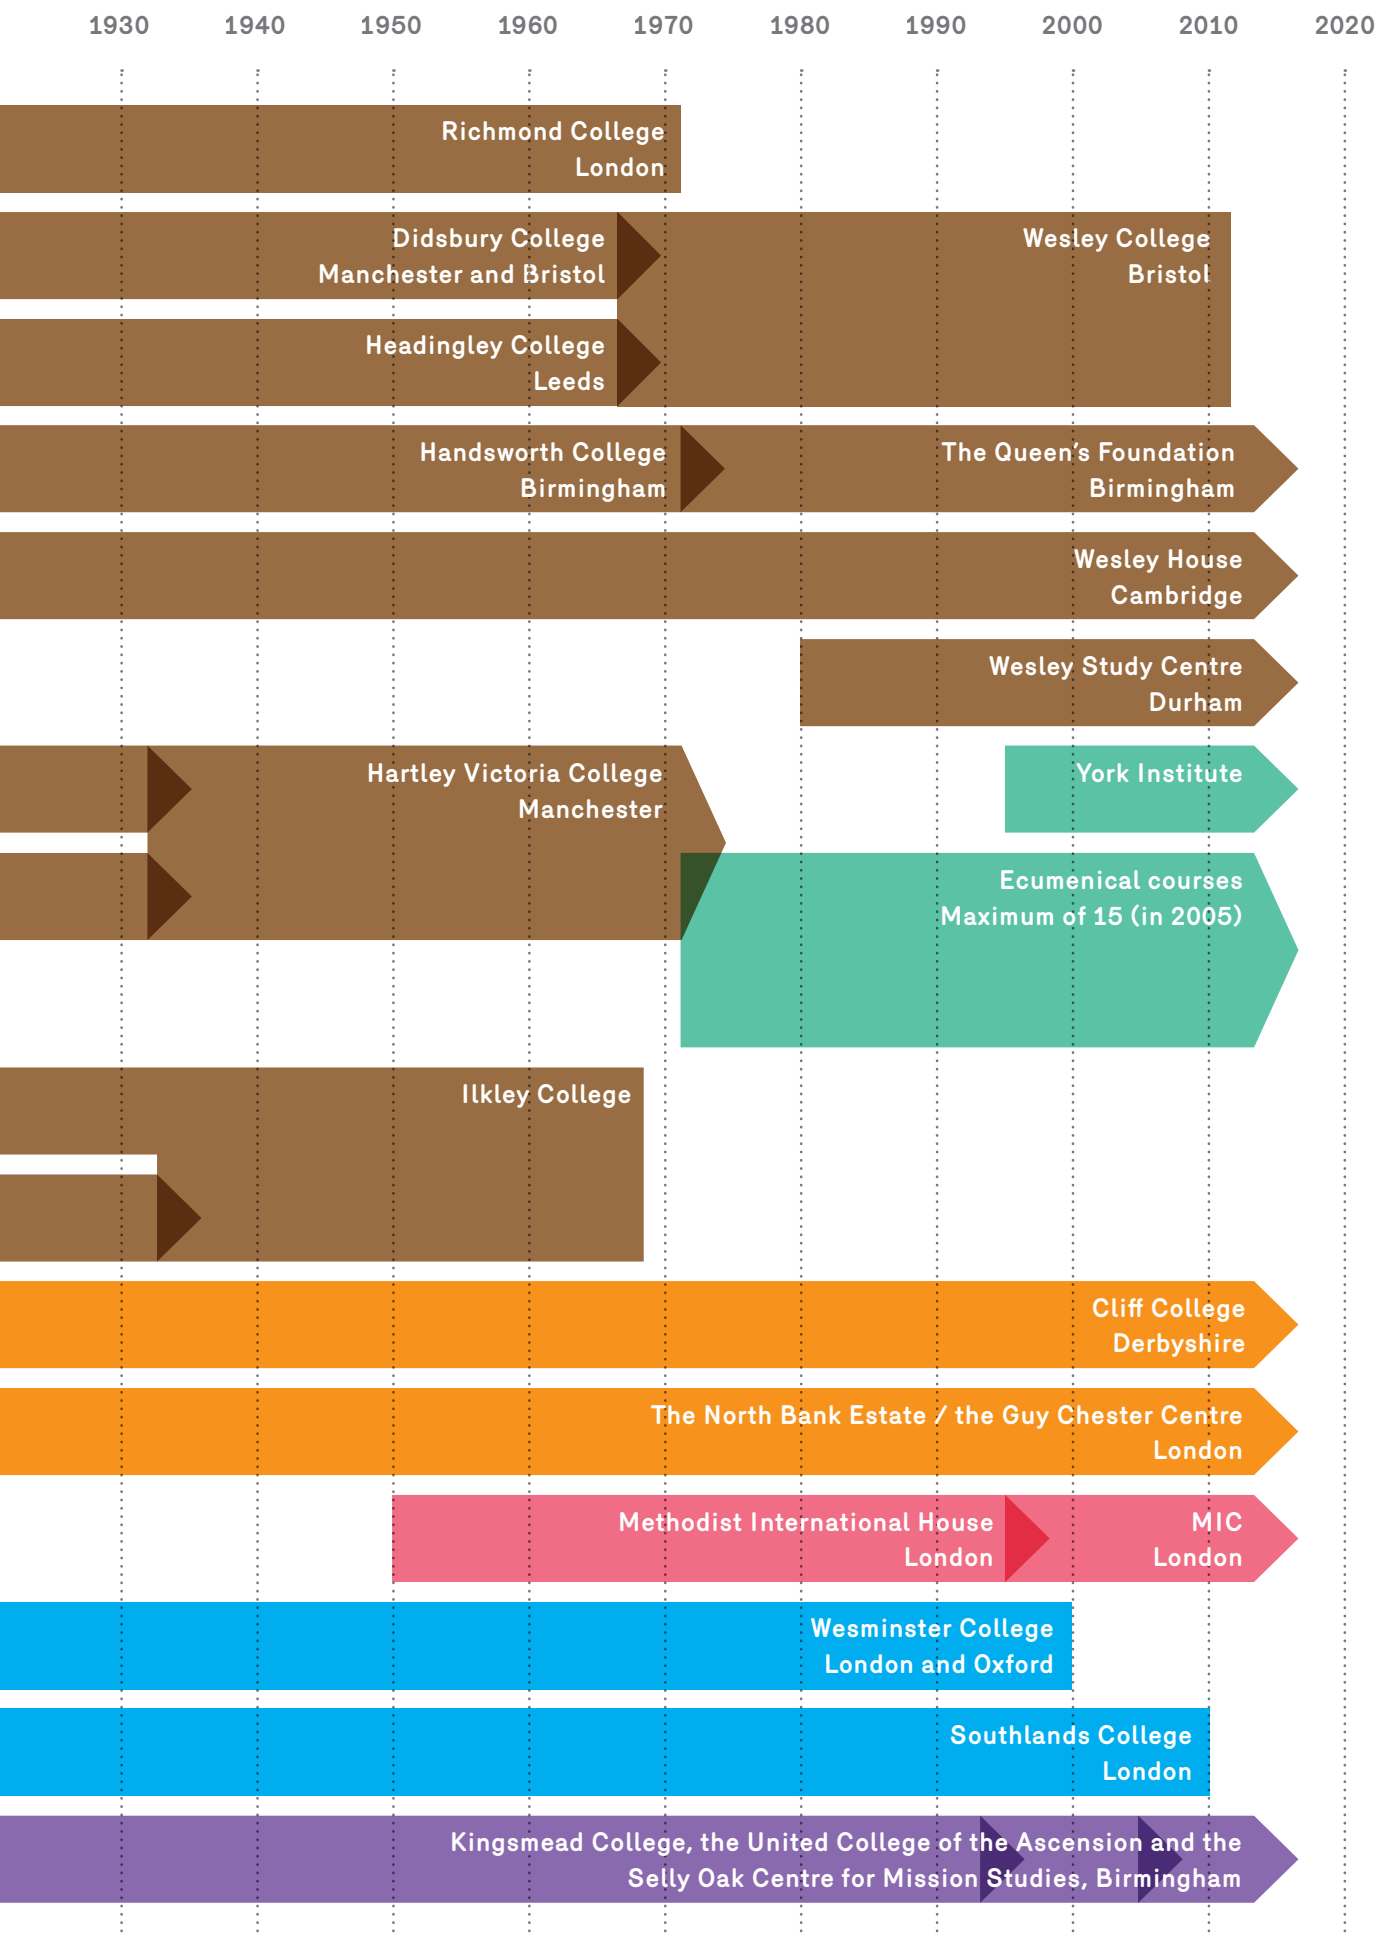 1930 1940 1950 1960 1970 1980 1990 2000 2010 2020
Richmond College
London
Didsbury College
Manchester and Bristol
Wesley College
Bristol
Headingley College
Leeds
Handsworth College
Birmingham
The Queen's Foundation
Birmingham
Wesley House
Cambridge
Wesley Study Centre
Durham
Hartley Victoria College
Manchester
York Institute
Ecumenical courses
Maximum of 15 (in 2005)
Ilkley College
Cliff College
Derbyshire
The North Bank Estate / the Guy Chester Centre
London
Methodist International House
London
MIC
London
Wesminster College
London and Oxford
Southlands College
London
Kingsmead College, the United College of the Ascension and the
Selly Oak Centre for Mission Studies, Birmingham